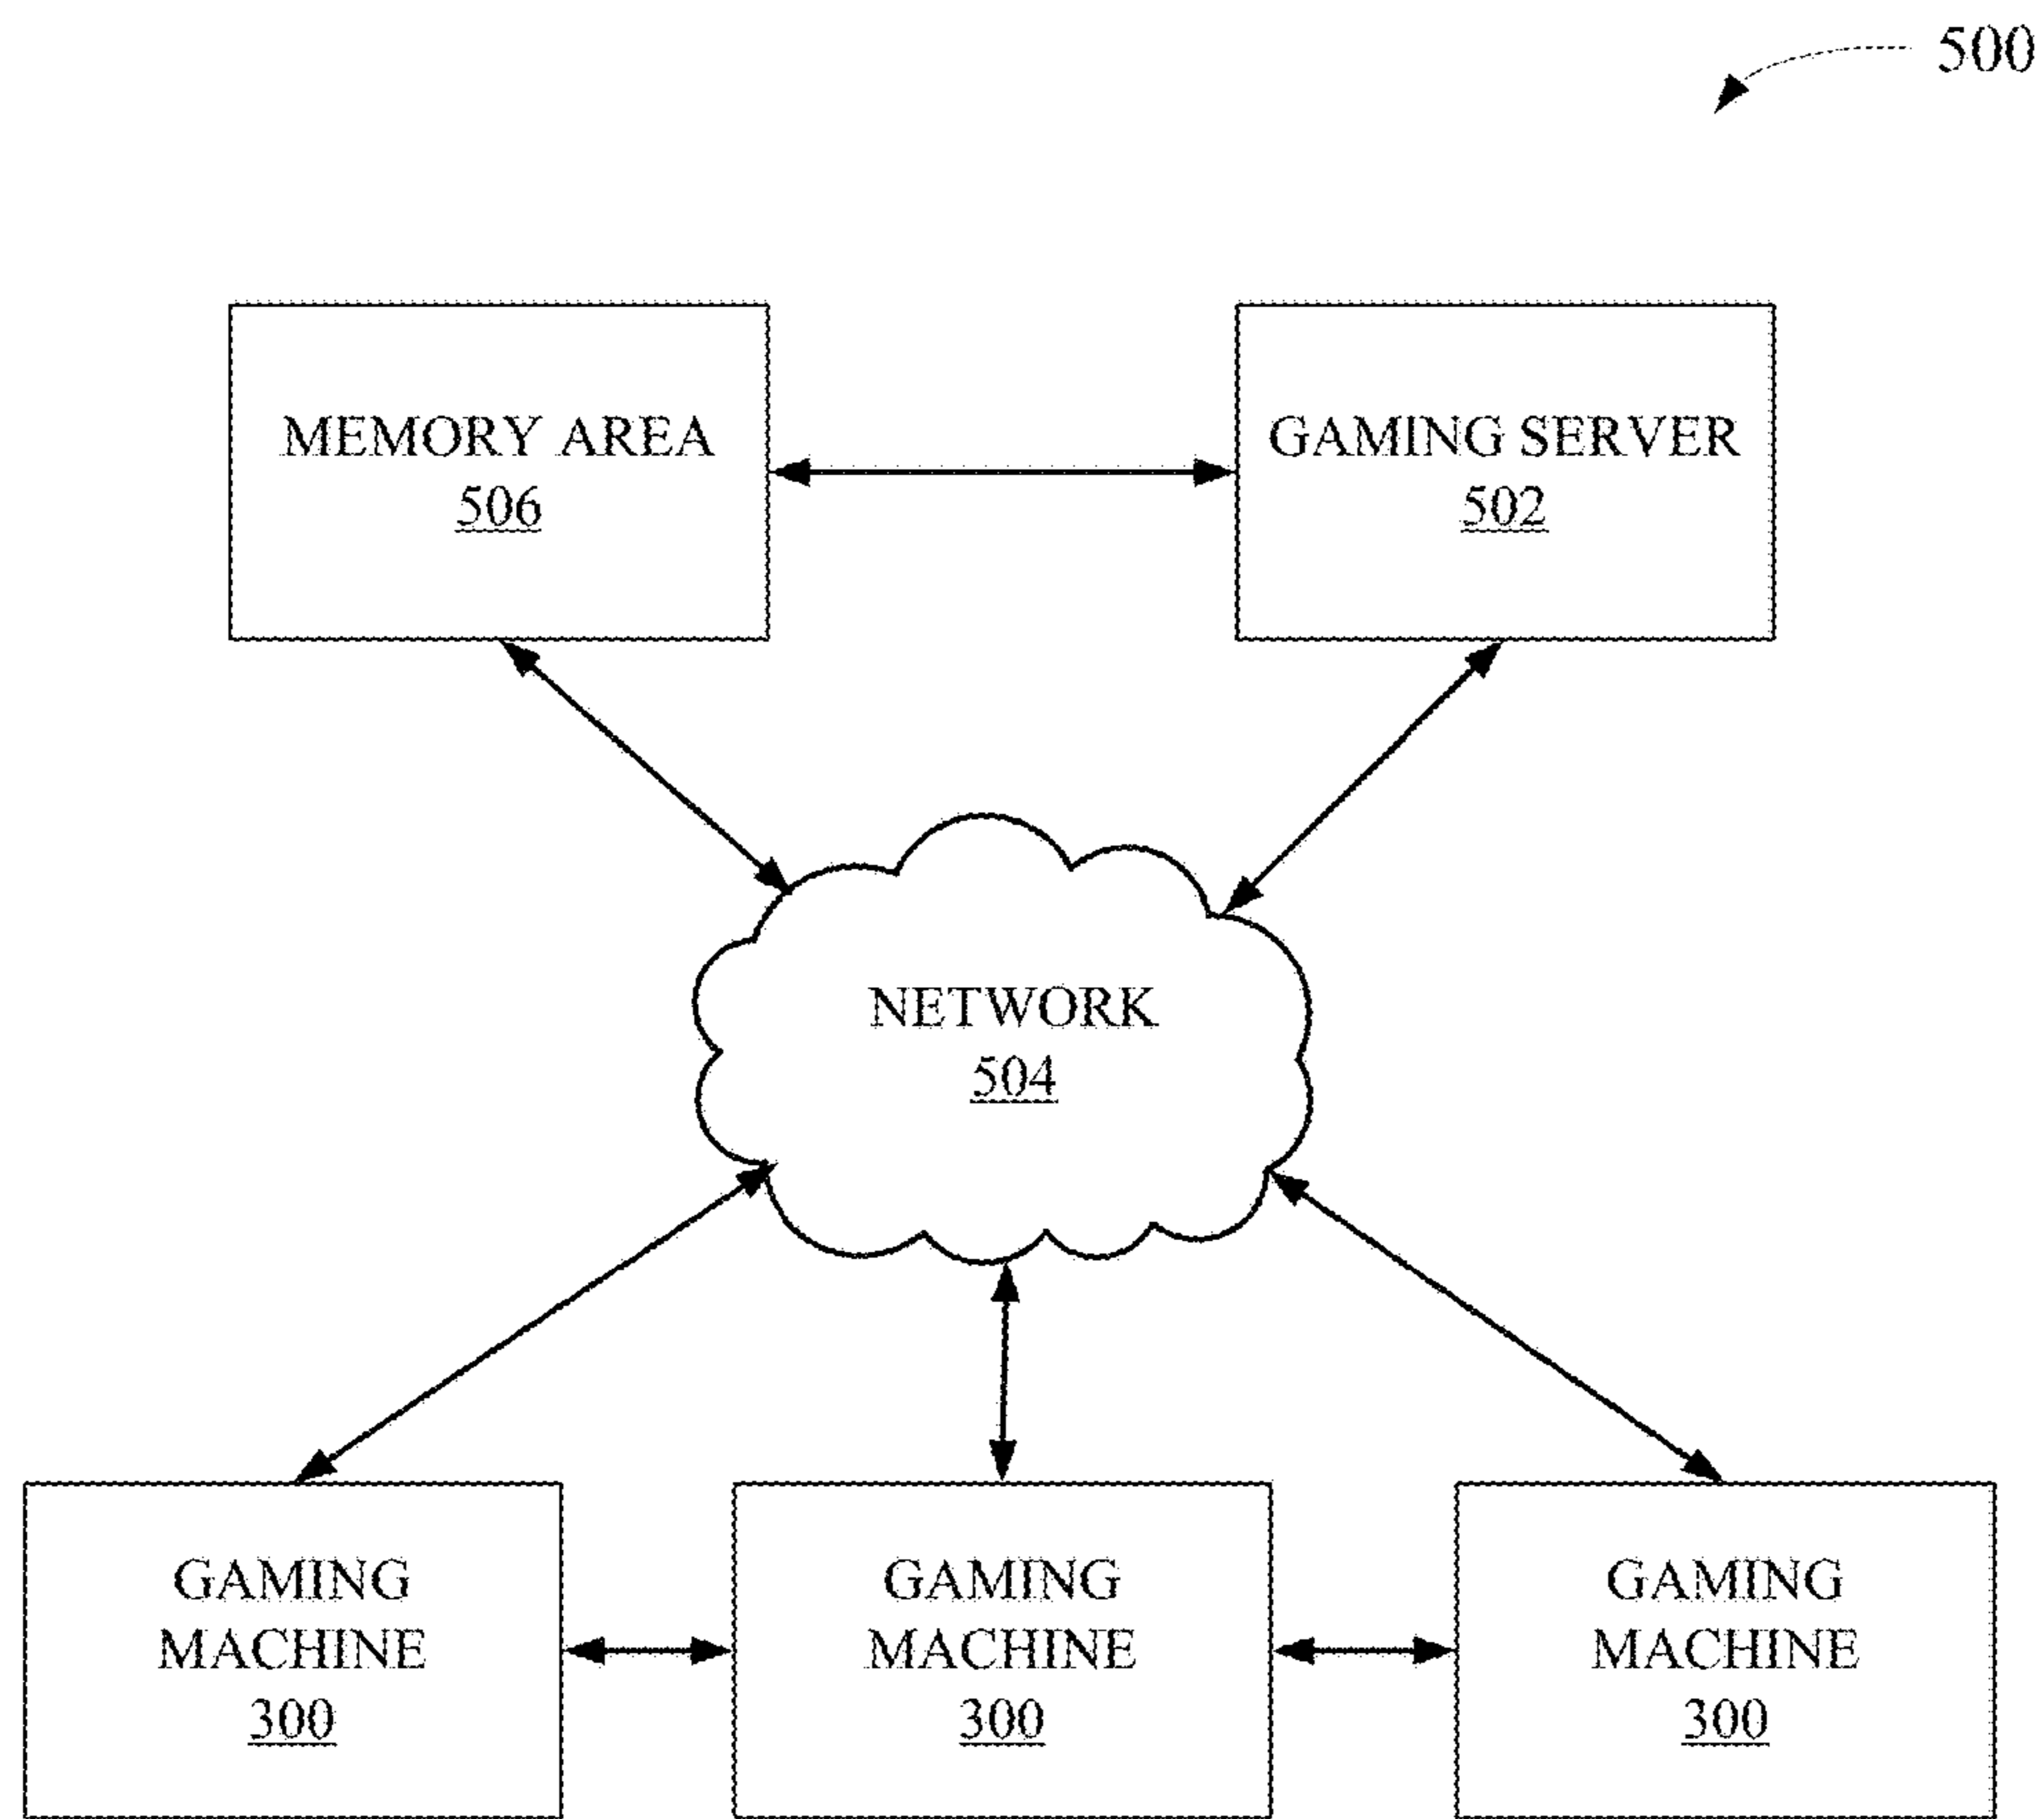 500
MEMORY AREA
506
GAMING SERVER
502
NETWORK
504
GAMING
MACHINE
300
GAMING
MACHINE
300
GAMING
MACHINE
300